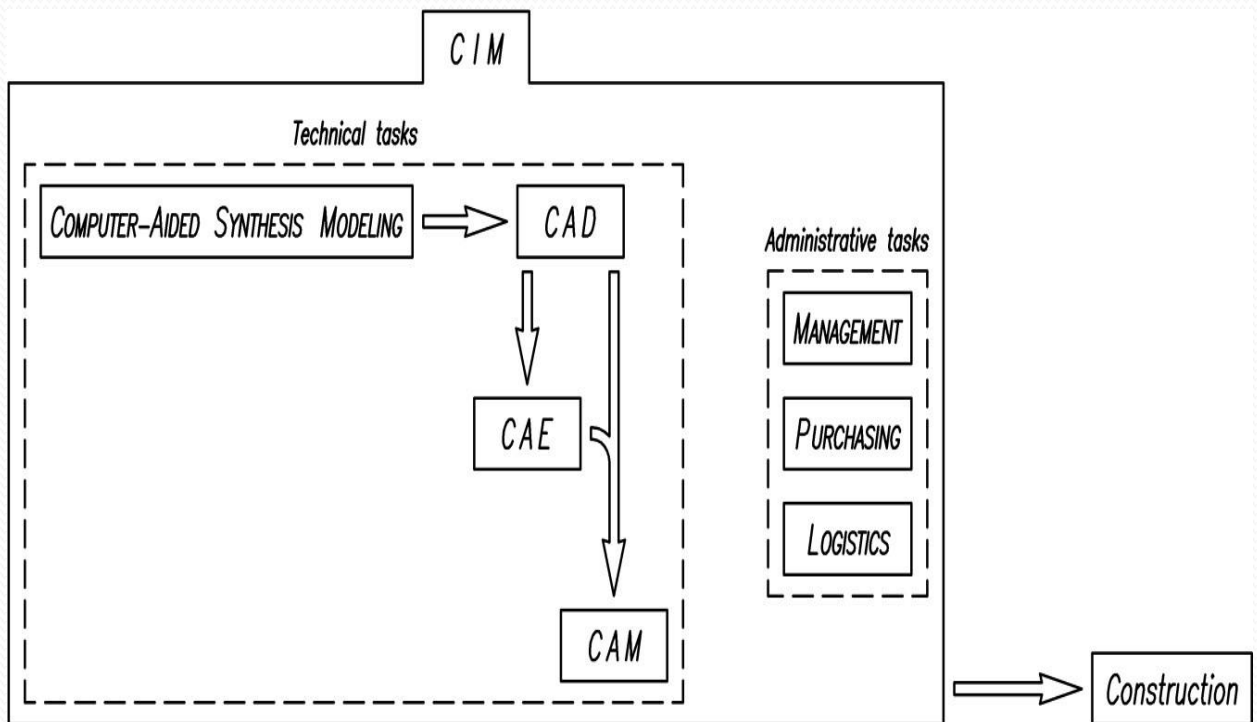 CIM
Technical tasks
COMPUTER-AIDED SYNTHESIS MODELING
CAD
Administrative tasks
MANAGEMENT
CAE
PURCHASING
LOGISTICS
CAM
Construction